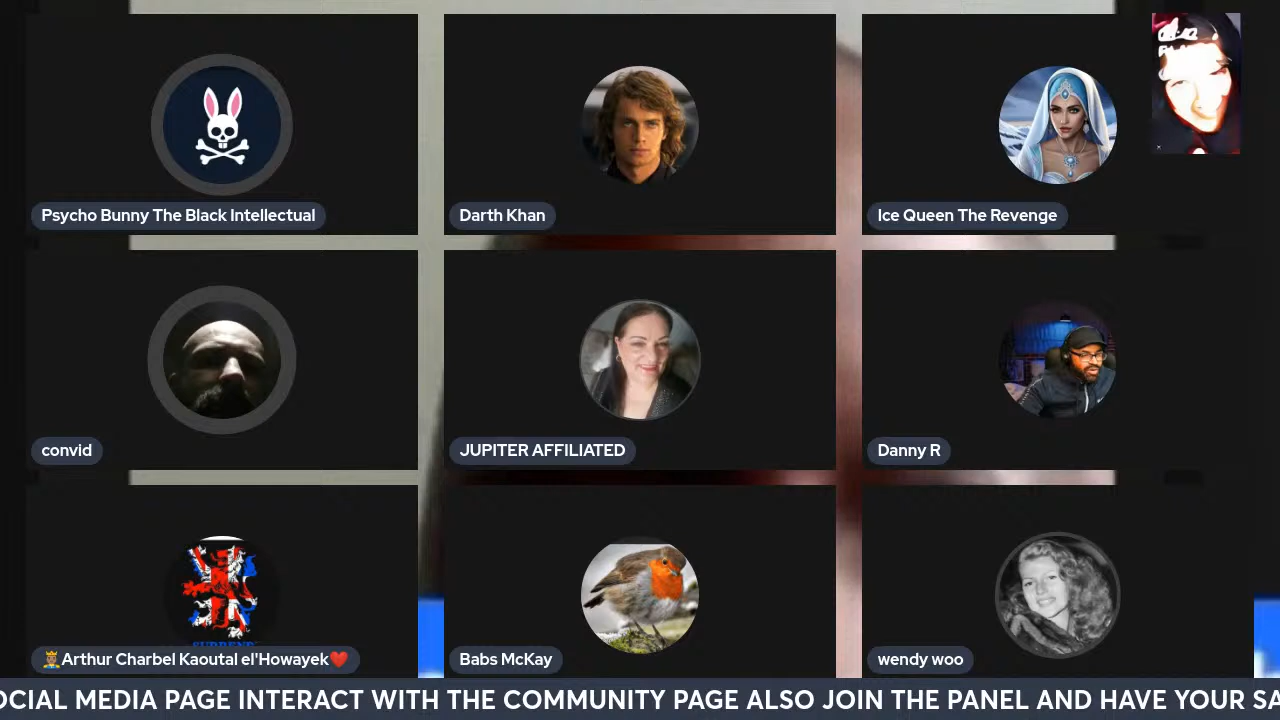 Psycho Bunny The Black Intellectual
Darth Khan
Ice Queen The Revenge
convid
JUPITER AFFILIATED
Danny R
🤴🏽Arthur Charbel Kaoutal el'Howayek❤️
Babs McKay
wendy woo
OCIAL MEDIA PAGE INTERACT WITH THE COMMUNITY PAGE ALSO JOIN THE PANEL AND HAVE YOUR SA